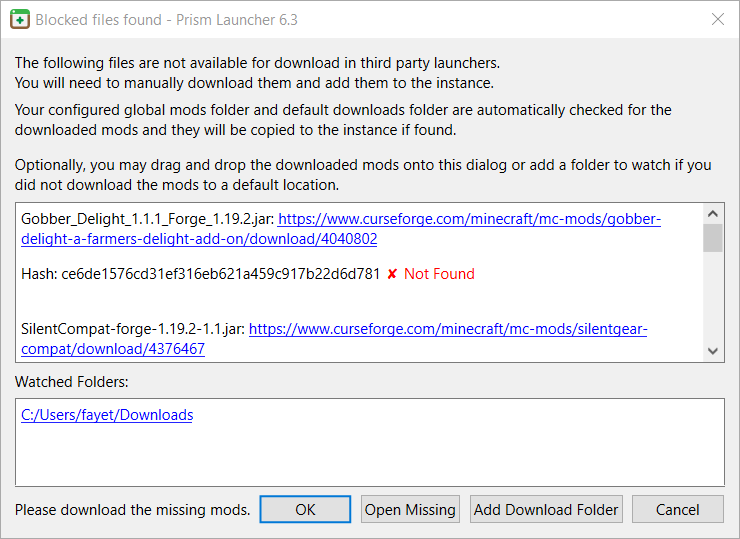 Blocked files found - Prism Launcher 6.3
The following files are not available for download in third party launchers.
You will need to manually download them and add them to the instance.
Your configured global mods folder and default downloads folder are automatically checked for the
downloaded mods and they will be copied to the instance if found.
Optionally, you may drag and drop the downloaded mods onto this dialog or add a folder to watch if you
did not download the mods to a default location.
Gobber_Delight_1.1.1_Forge_1.19.2.jar: https://www.curseforge.com/minecraft/mc-mods/gobber-
delight-a-farmers-delight-add-on/download/4040802
Hash: ce6de1576cd31ef316eb621a459c917b22d6d781 ✘ Not Found
SilentCompat-forge-1.19.2-1.1.jar: https://www.curseforge.com/minecraft/mc-mods/silentgear-
compat/download/4376467
Watched Folders:
C:/Users/fayet/Downloads
Please download the missing mods. OK Open Missing Add Download Folder Cancel